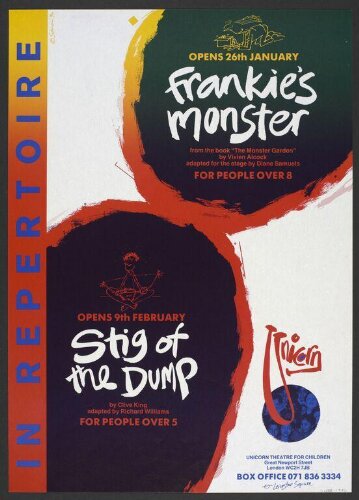 IN REPERTOIRE
OPENS 26th JANUARY
Frankie's
monster
from the book "The Monster Garden"
by Vivien Alcock
adapted for the stage by Diane Samuels
FOR PEOPLE OVER 8
OPENS 9th FEBRUARY
Stig of
the DUMP
by Clive King
adapted by Richard Williams
FOR PEOPLE OVER 5
Unicorn
UNICORN THEATRE FOR CHILDREN
Great Newport Street
London WC2H 7JB
BOX OFFICE 071 836 3334
Leicester Square